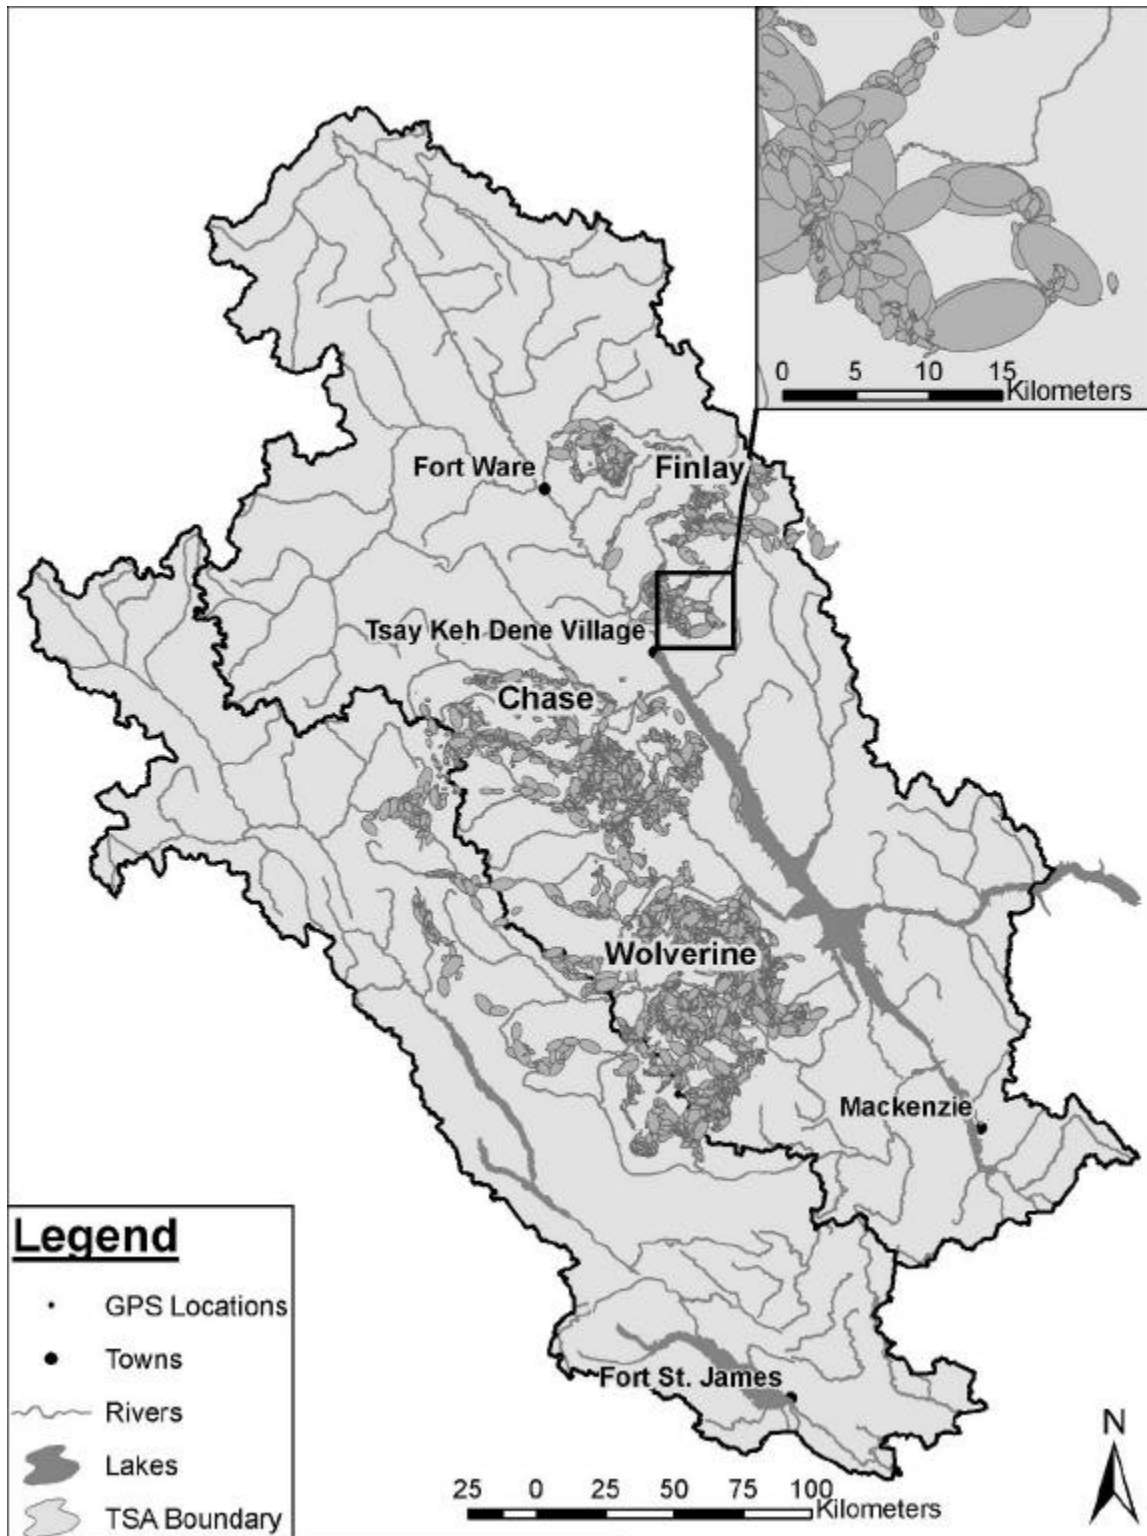 0 5 10 15
Kilometers
Fort Ware
Finlay
Tsay Keh Dene Village
Chase
Wolverine
Mackenzie
Legend
GPS Locations
Towns
Rivers
Lakes
TSA Boundary
Fort St. James
N
25 0 25 50 75 100
Kilometers